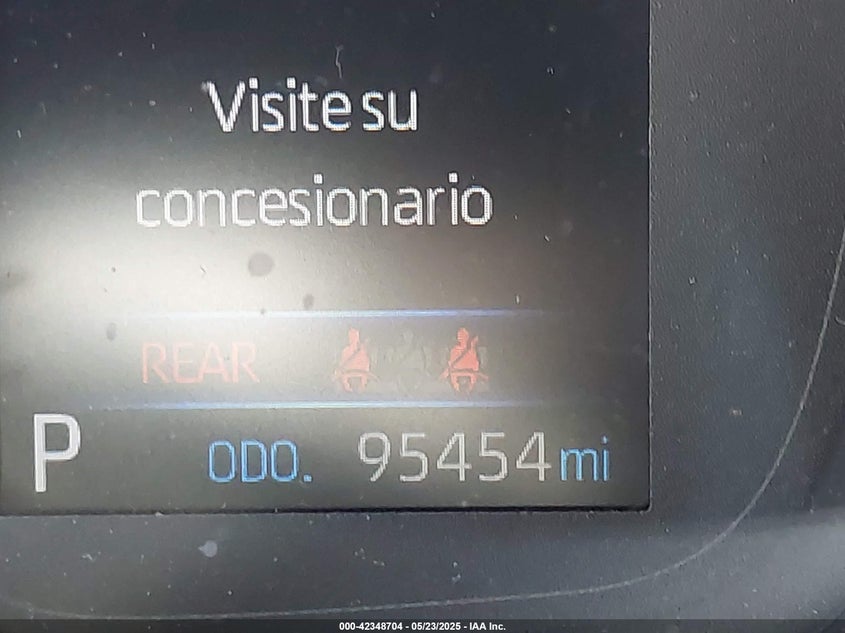 Visite su
concesionario
REAR
P ODO. 95454 mi
000-42348704 - 05/23/2025 - IAA Inc.